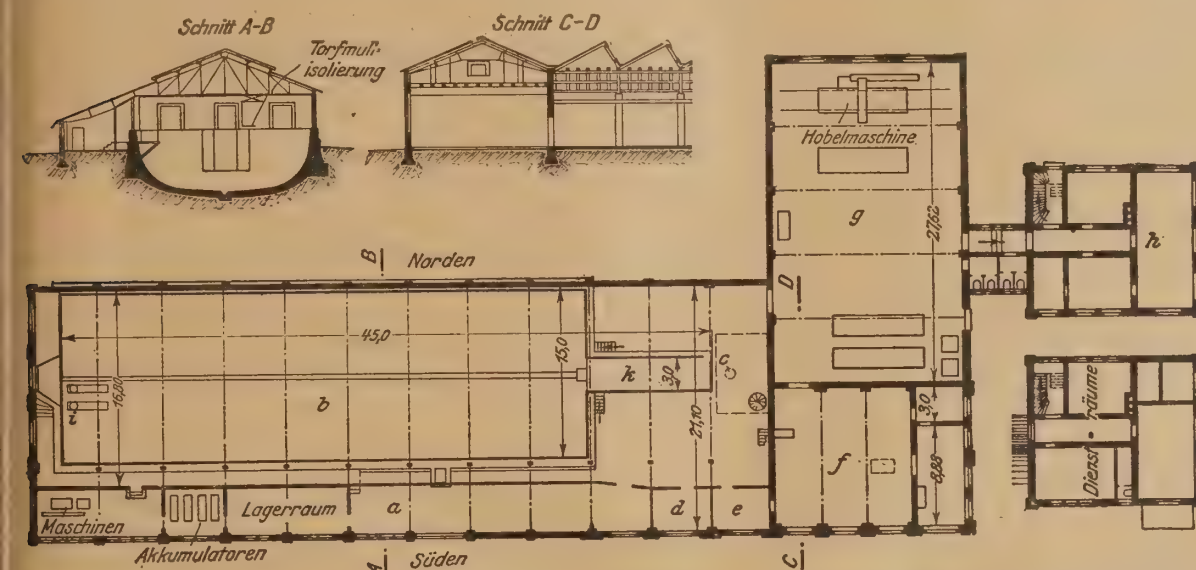 Schnitt A-B
Torfmull-
isolierung
Schnitt C-D
Hobelmaschine
g
27,62
h
B
Norden
D
45,0
15,0
16,80
k
3,0
c
i
b
21,10
3,0
f
8,88
Dienst-räume
Maschinen
Akkumulatoren
Lagerraum
a
d
e
A
Süden
C